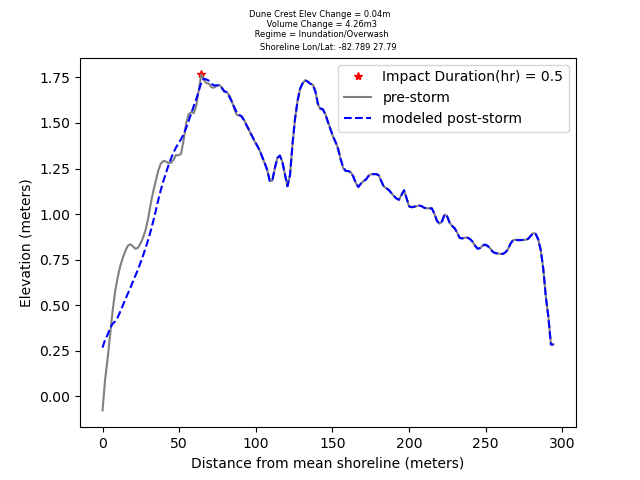 Dune Crest Elev Change = 0.04m
Volume Change = 4.26m3
Regime = Inundation/Overwash
Shoreline Lon/Lat: -82.789 27.79
Impact Duration(hr) = 0.5
pre-storm
modeled post-storm
Elevation (meters)
1.75
1.50
1.25
1.00
0.75
0.50
0.25
0.00
0 50 100 150 200 250 300
Distance from mean shoreline (meters)